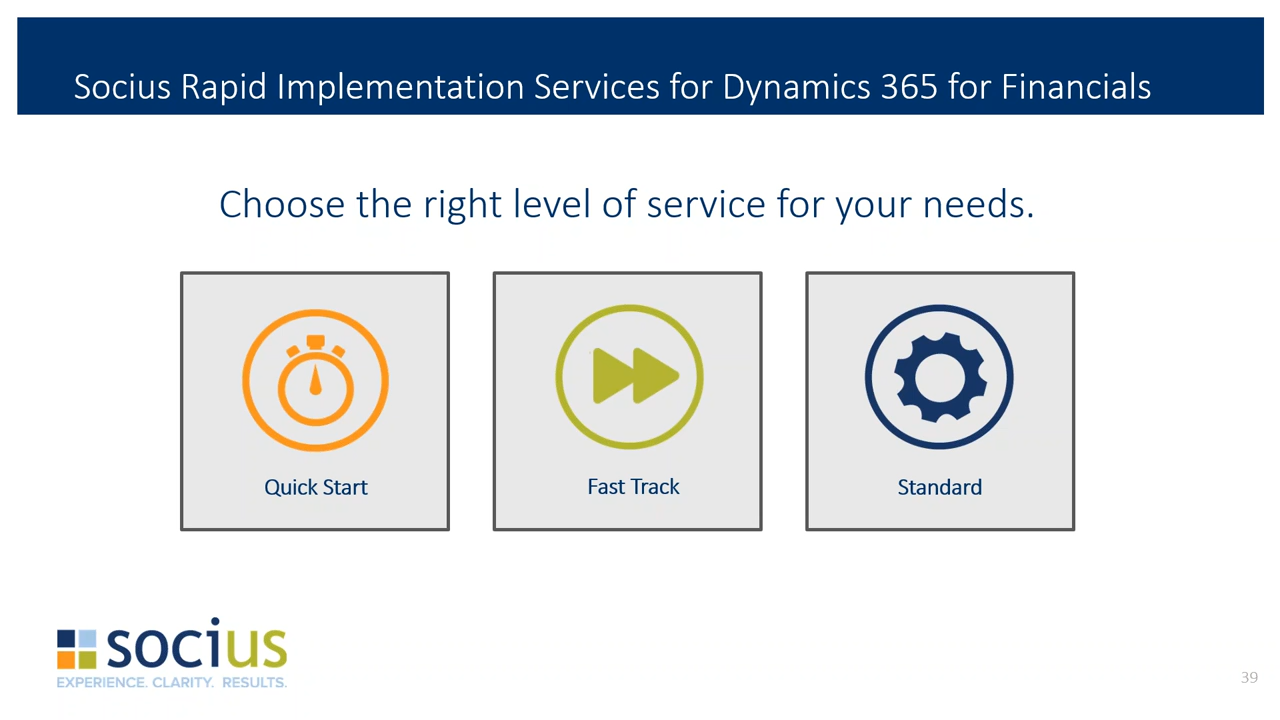 Socius Rapid Implementation Services for Dynamics 365 for Financials
Choose the right level of service for your needs.
Quick Start
Fast Track
Standard
socius
EXPERIENCE. CLARITY. RESULTS.
39